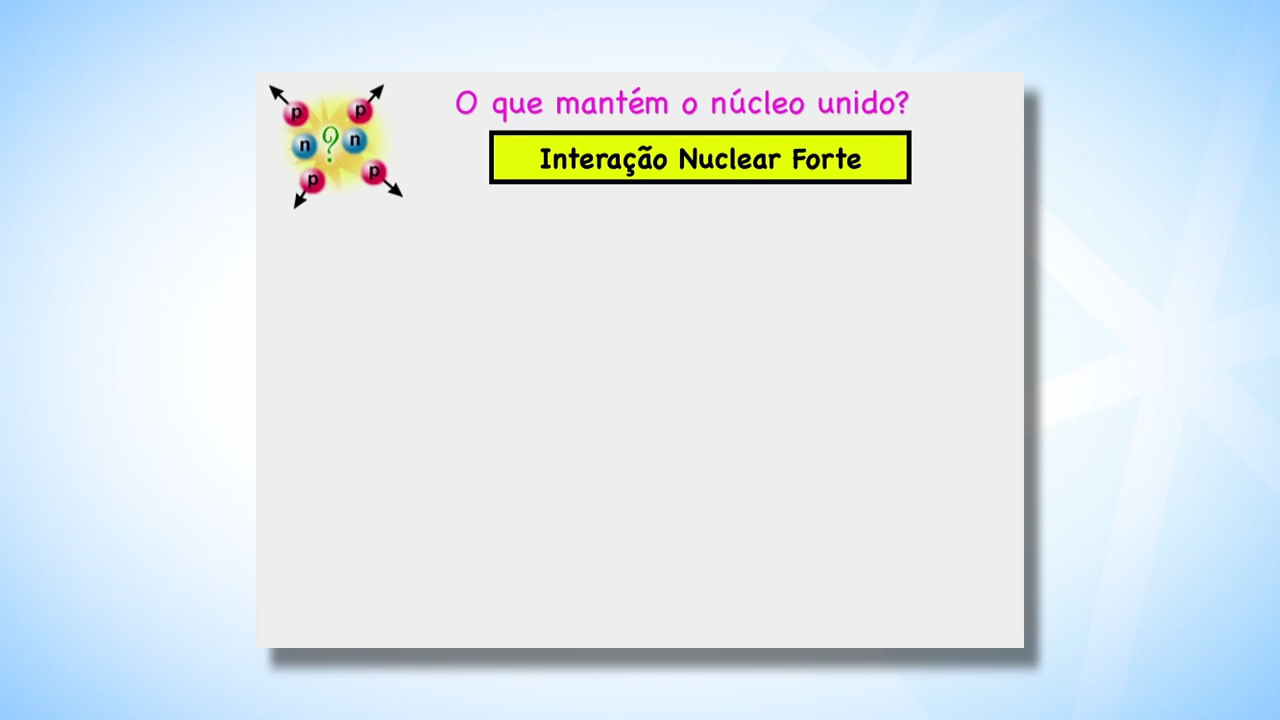 O que mantém o núcleo unido?
Interação Nuclear Forte
p p
n ? n
p p